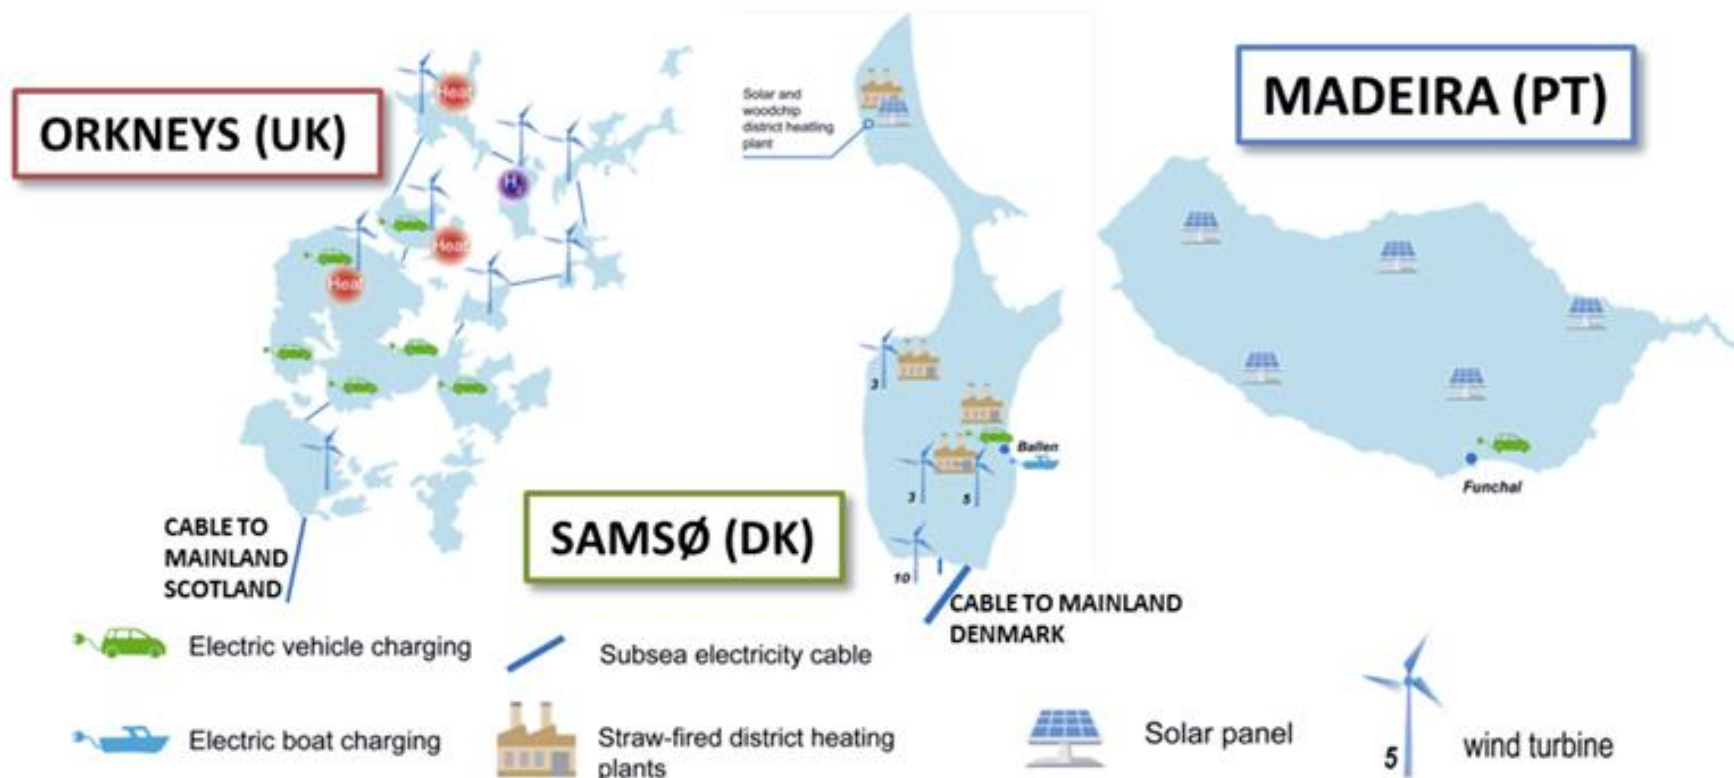 ORKNEYS (UK)
Heat
H2
Heat
Heat
CABLE TO
MAINLAND
SCOTLAND
Solar and
woodchip
district heatling
plant
3
Ballen
3
5
10
SAMSØ (DK)
CABLE TO MAINLAND
DENMARK
MADEIRA (PT)
Funchal
Electric vehicle charging
Subsea electricity cable
Electric boat charging
Straw-fired district heating
plants
Solar panel
5
wind turbine